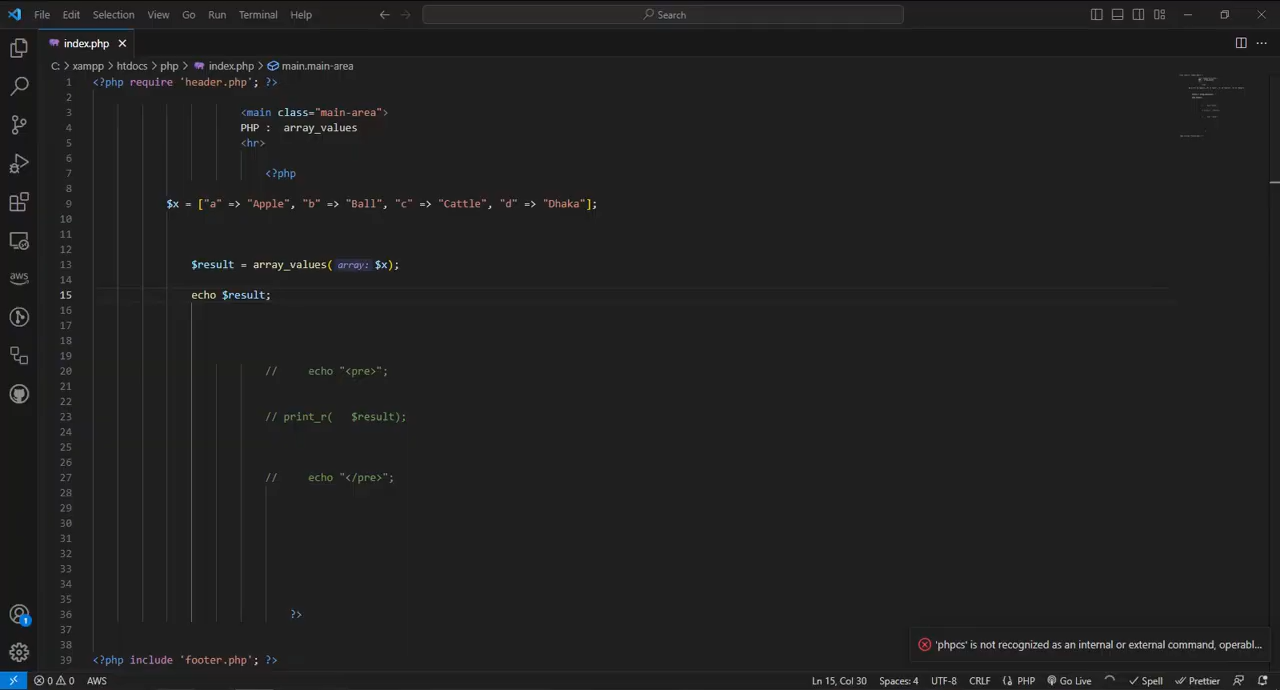 File Edit Selection View Go Run Terminal Help Search
index.php
C: > xampp > htdocs > php > index.php > main.main-area
1 <?php require 'header.php'; ?>
2
3 <main class="main-area">
4 PHP : array_values
5 <hr>
6
7 <?php
8
9 $x = ["a" => "Apple", "b" => "Ball", "c" => "Cattle", "d" => "Dhaka"];
10
11
12
13 $result = array_values( array: $x);
14
15 echo $result;
16
17
18
19
20 // echo "<pre>";
21
22
23 // print_r( $result);
24
25
26
27 // echo "</pre>";
28
29
30
31
32
33
34
35
36 ?>
37
38
39 <?php include 'footer.php'; ?>
aws
1
'phpcs' is not recognized as an internal or external command, operabl...
0 0 AWS Ln 15, Col 30 Spaces: 4 UTF-8 CRLF PHP Go Live Spell Prettier